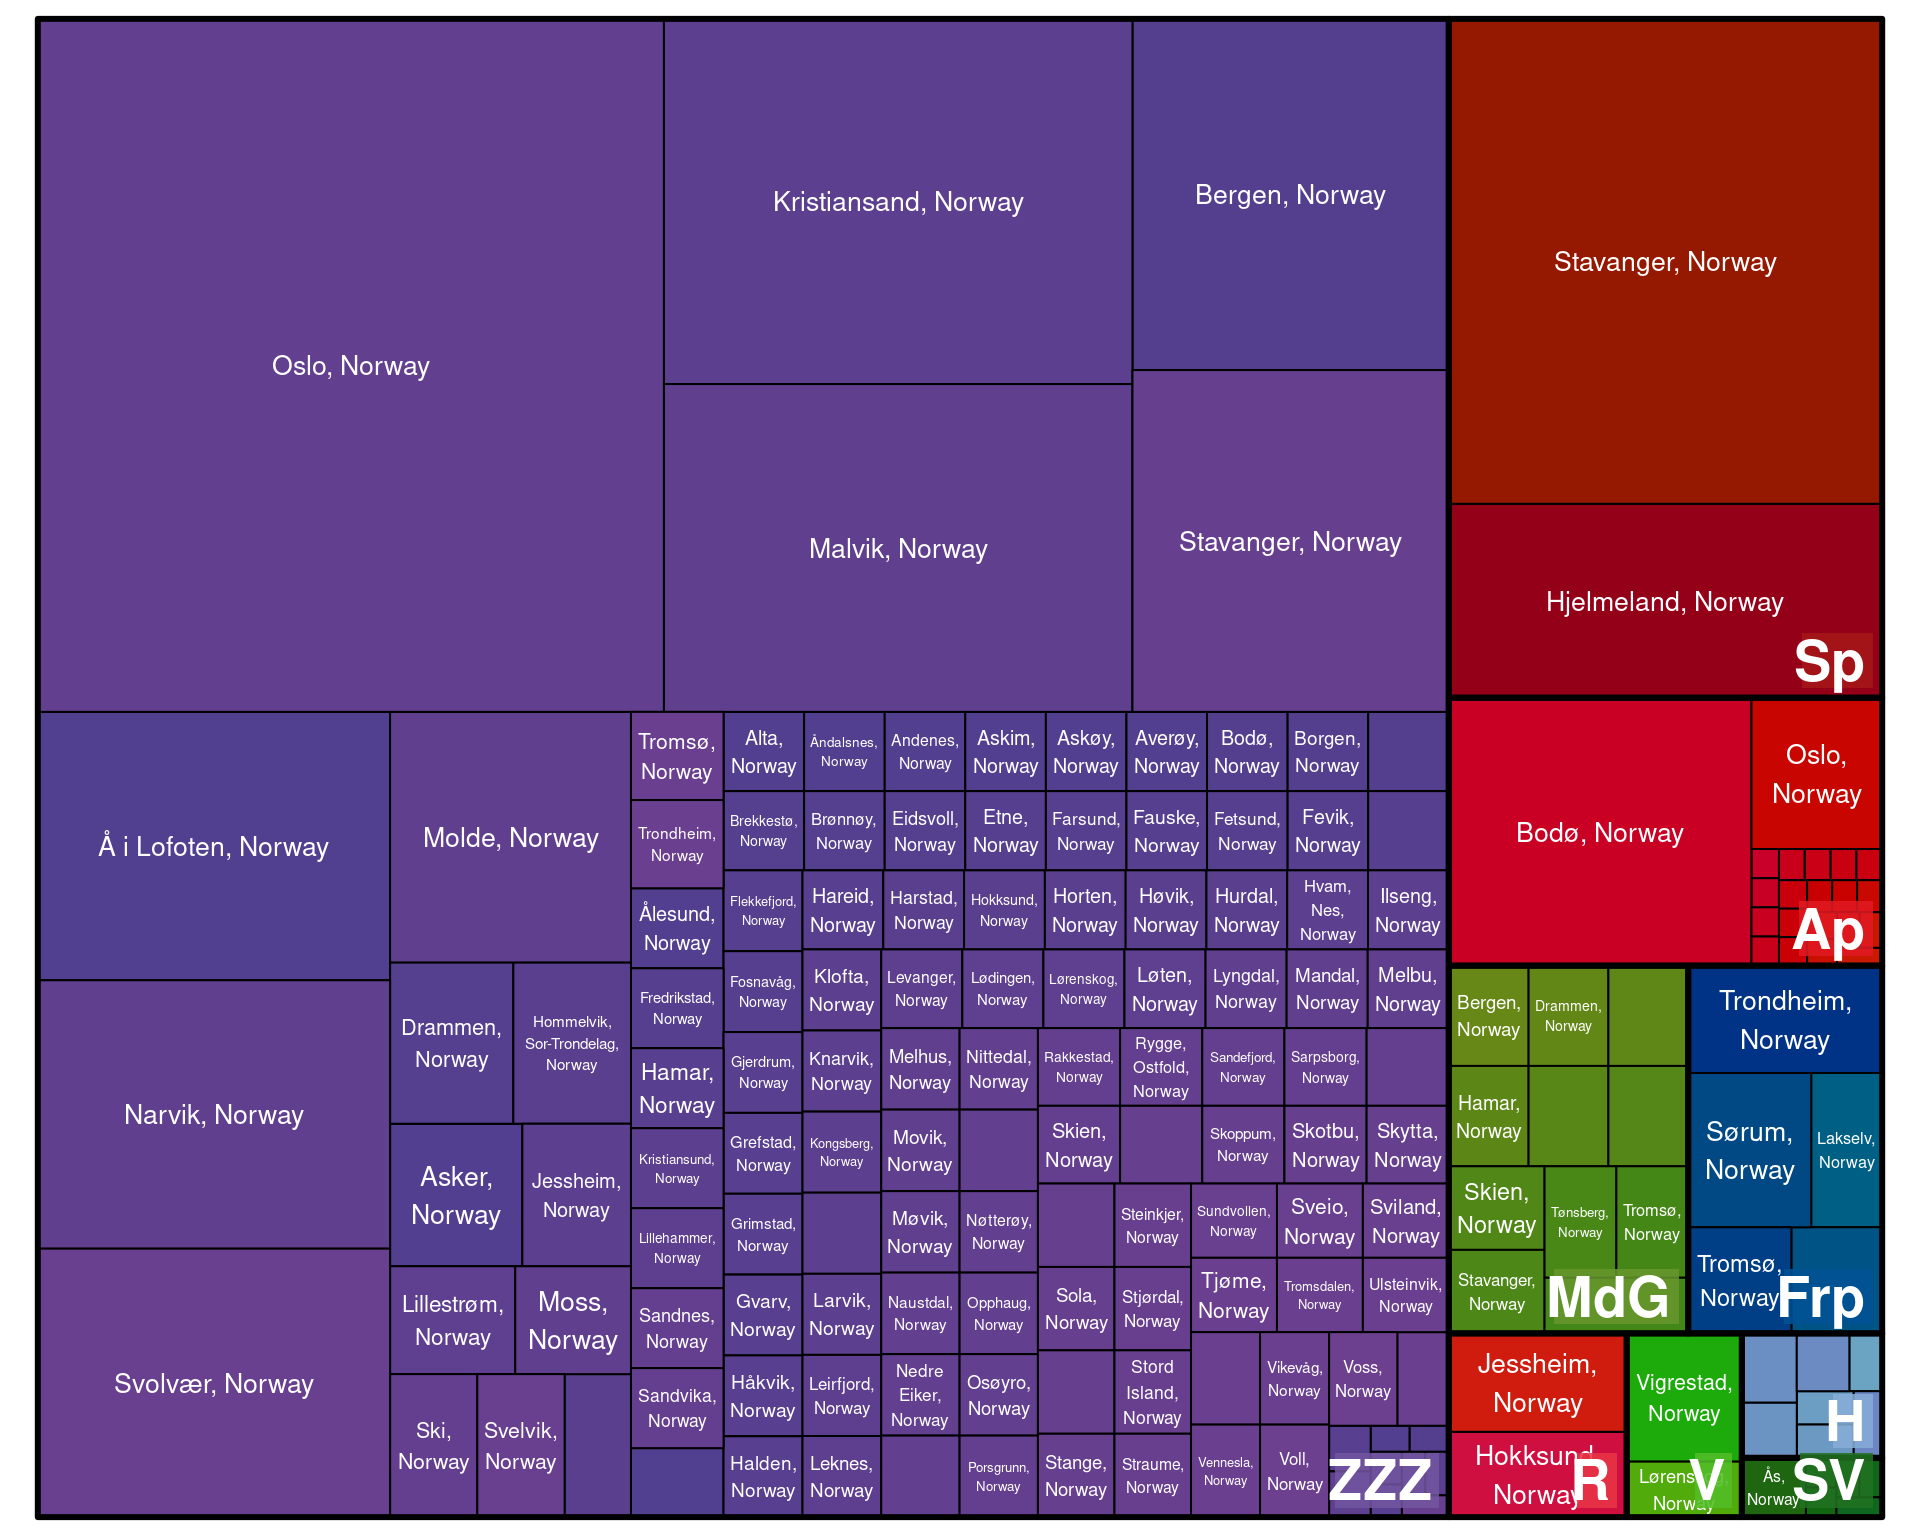 Oslo, Norway
Kristiansand, Norway
Bergen, Norway
Malvik, Norway
Stavanger, Norway
Å i Lofoten, Norway
Narvik, Norway
Svolvær, Norway
Molde, Norway
Drammen,
Norway
Hommelvik,
Sor-Trondelag,
Norway
Asker,
Norway
Jessheim,
Norway
Lillestrøm,
Norway
Moss,
Norway
Ski,
Norway
Svelvik,
Norway
Tromsø,
Norway
Trondheim,
Norway
Ålesund,
Norway
Fredrikstad,
Norway
Hamar,
Norway
Kristiansund,
Norway
Lillehammer,
Norway
Sandnes,
Norway
Sandvika,
Norway
Alta,
Norway
Åndalsnes,
Norway
Andenes,
Norway
Askim,
Norway
Askøy,
Norway
Averøy,
Norway
Bodø,
Norway
Borgen,
Norway
Brekkestø,
Norway
Brønnøy,
Norway
Eidsvoll,
Norway
Etne,
Norway
Farsund,
Norway
Fauske,
Norway
Fetsund,
Norway
Fevik,
Norway
Flekkefjord,
Norway
Hareid,
Norway
Harstad,
Norway
Hokksund,
Norway
Horten,
Norway
Høvik,
Norway
Hurdal,
Norway
Hvam,
Nes,
Norway
Ilseng,
Norway
Fosnavåg,
Norway
Klofta,
Norway
Levanger,
Norway
Lødingen,
Norway
Lørenskog,
Norway
Løten,
Norway
Lyngdal,
Norway
Mandal,
Norway
Melbu,
Norway
Gjerdrum,
Norway
Knarvik,
Norway
Melhus,
Norway
Nittedal,
Norway
Rakkestad,
Norway
Rygge,
Ostfold,
Norway
Sandefjord,
Norway
Sarpsborg,
Norway
Grefstad,
Norway
Kongsberg,
Norway
Movik,
Norway
Skien,
Norway
Skoppum,
Norway
Skotbu,
Norway
Skytta,
Norway
Grimstad,
Norway
Møvik,
Norway
Nøtterøy,
Norway
Steinkjer,
Norway
Sundvollen,
Norway
Sveio,
Norway
Sviland,
Norway
Gvarv,
Norway
Larvik,
Norway
Naustdal,
Norway
Opphaug,
Norway
Sola,
Norway
Stjørdal,
Norway
Tjøme,
Norway
Tromsdalen,
Norway
Ulsteinvik,
Norway
Håkvik,
Norway
Leirfjord,
Norway
Nedre
Eiker,
Norway
Osøyro,
Norway
Stord
Island,
Norway
Vikevåg,
Norway
Voss,
Norway
Halden,
Norway
Leknes,
Norway
Porsgrunn,
Norway
Stange,
Norway
Straume,
Norway
Vennesla,
Norway
Voll,
Norway
ZZZ
Stavanger, Norway
Hjelmeland, Norway
Sp
Bodø, Norway
Oslo,
Norway
Ap
Bergen,
Norway
Drammen,
Norway
Hamar,
Norway
Skien,
Norway
Tønsberg,
Norway
Tromsø,
Norway
Stavanger,
Norway
MdG
Trondheim,
Norway
Sørum,
Norway
Lakselv,
Norway
Tromsø,
Norway
Frp
Jessheim,
Norway
Hokksund,
Norway
R
Vigrestad,
Norway
Norway
V
H
Ås,
Norway
SV